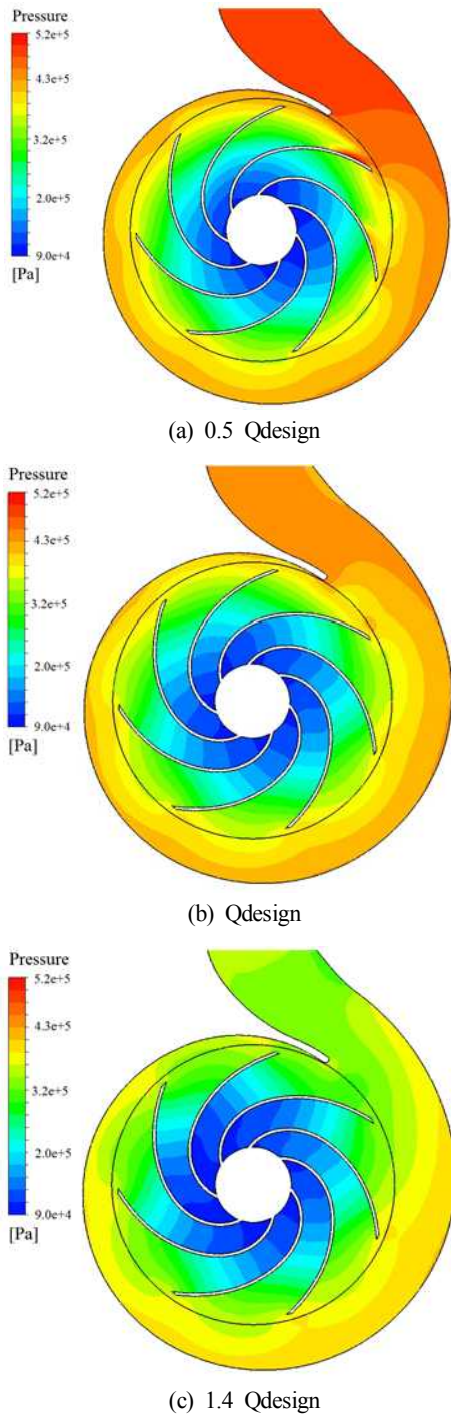 Pressure
5.2e+5
4.3e+5
3.2e+5
2.0e+5
9.0e+4
[Pa]
(a) 0.5 Qdesign
Pressure
5.2e+5
4.3e+5
3.2e+5
2.0e+5
9.0e+4
[Pa]
(b) Qdesign
Pressure
5.2e+5
4.3e+5
3.2e+5
2.0e+5
9.0e+4
[Pa]
(c) 1.4 Qdesign